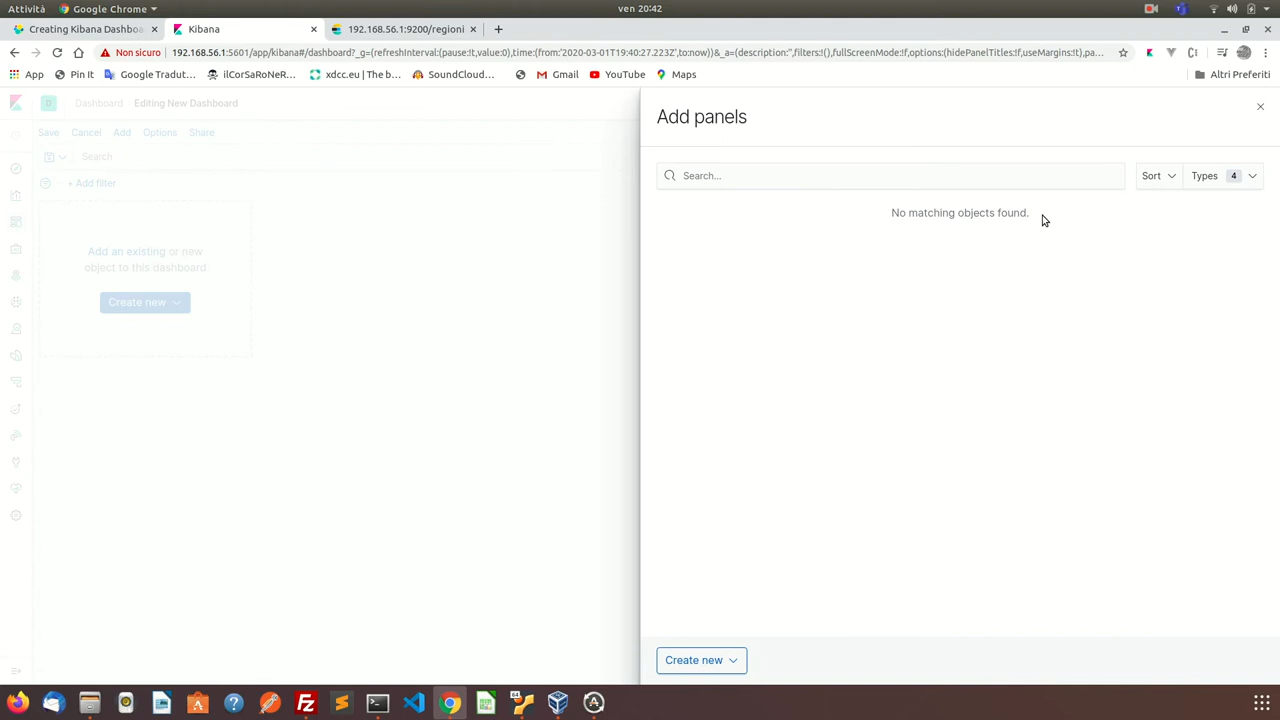 Attività
Google Chrome
ven 20:42
Creating Kibana Dashboa
Kibana
192.168.56.1:9200/regioni
Non sicuro
192.168.56.1:5601/app/kibana#/dashboard?_g=(refreshInterval:(pause:!t,value:0),time:(from:'2020-03-01T19:40:27.223Z',to:now))&_a=(description:'',filters:!(),fullScreenMode:!f,options:(hidePanelTitles:!f,useMargins:!t),pa...
App
Pin It
Google Tradut...
ilCorSaRoNeR...
xdcc.eu | The b...
SoundCloud...
Gmail
YouTube
Maps
Altri Preferiti
D
Dashboard
Editing New Dashboard
Save
Cancel
Add
Options
Share
Search
+ Add filter
Add an existing or new
object to this dashboard
Create new
Add panels
Search...
Sort
Types
4
No matching objects found.
Create new